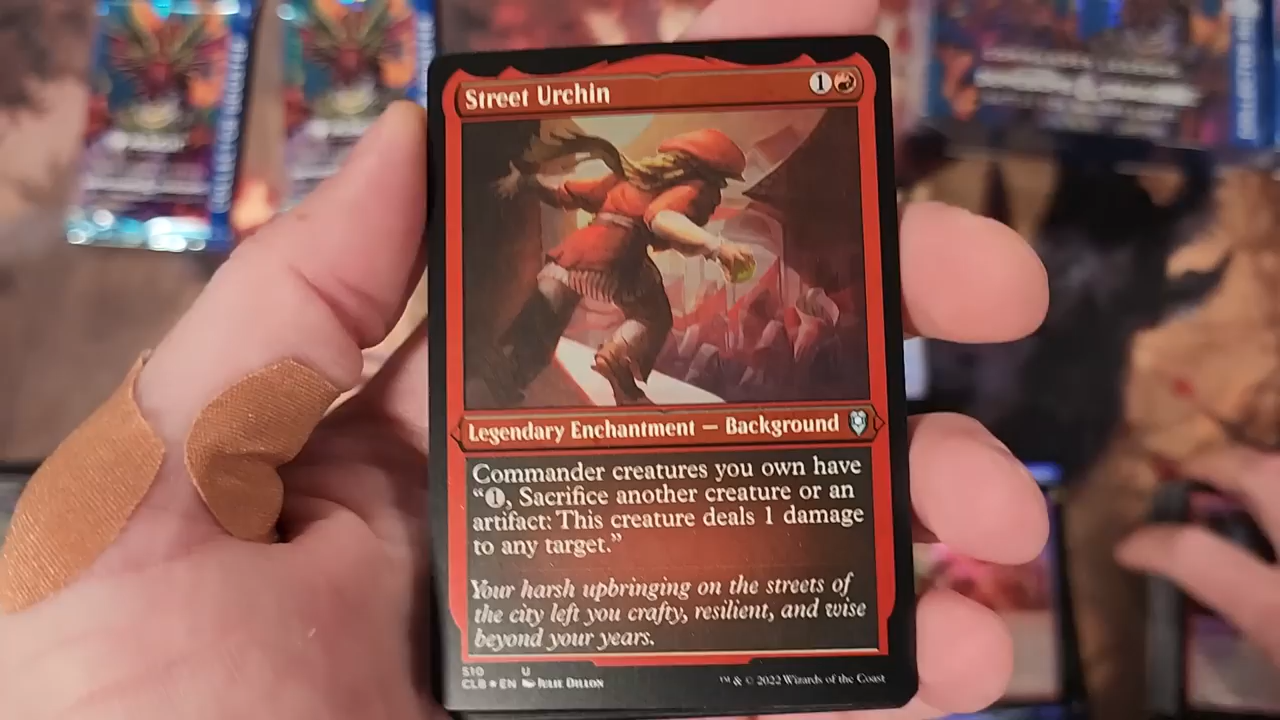 Street Urchin 1
Legendary Enchantment — Background
Commander creatures you own have
“1, Sacrifice another creature or an
artifact: This creature deals 1 damage
to any target.”
Your harsh upbringing on the streets of
the city left you crafty, resilient, and wise
beyond your years.
510 U
CLB★EN JULIE DILLON ™ & © 2022 Wizards of the Coast